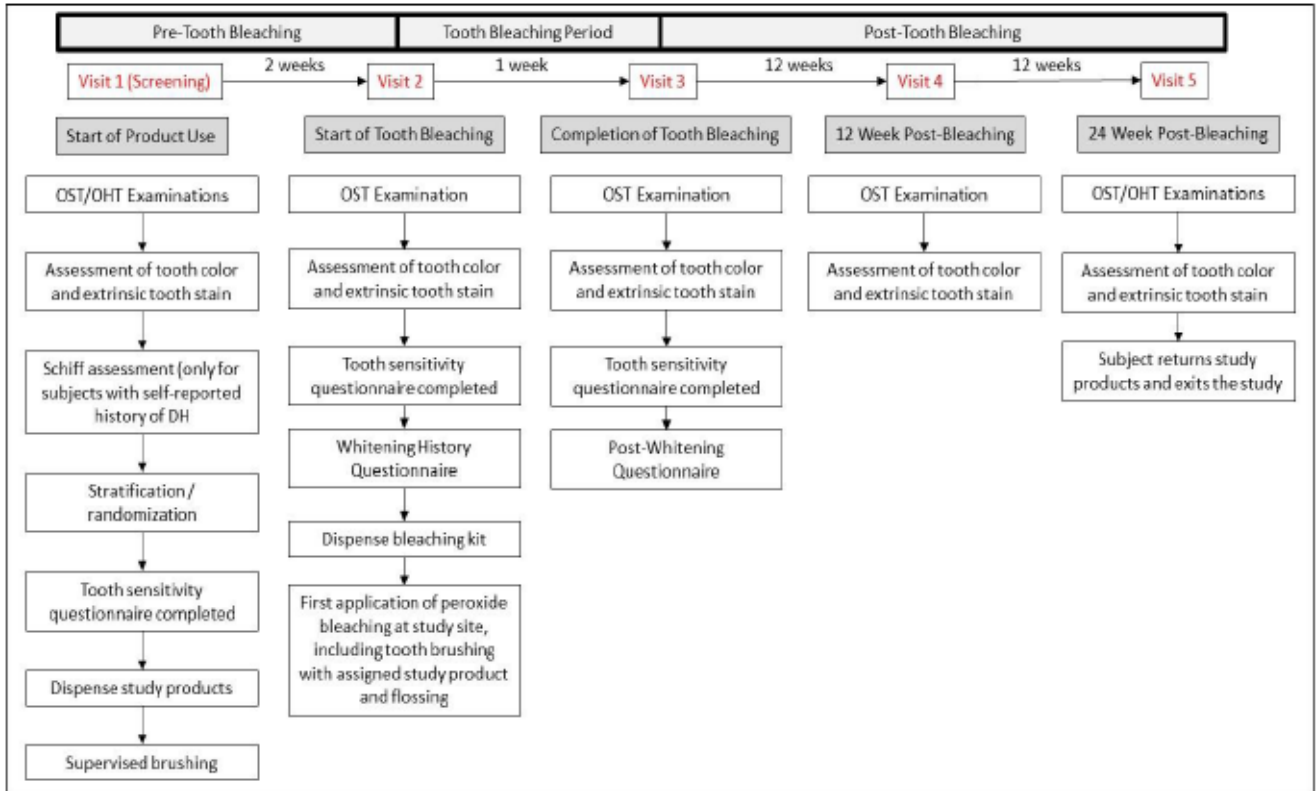 Pre-Tooth Bleaching
Tooth Bleaching Period
Post-Tooth Bleaching
Visit 1 (Screening)
2 weeks
Visit 2
1 week
Visit 3
12 weeks
Visit 4
12 weeks
Visit 5
Start of Product Use
Start of Tooth Bleaching
Completion of Tooth Bleaching
12 Week Post-Bleaching
24 Week Post-Bleaching
OST/OHT Examinations
Assessment of tooth color
and extrinsic tooth stain
Schiff assessment (only for
subjects with self-reported
history of DH
Stratification /
randomization
Tooth sensitivity
questionnaire completed
Dispense study products
Supervised brushing
OST Examination
Assessment of tooth color
and extrinsic tooth stain
Tooth sensitivity
questionnaire completed
Whitening History
Questionnaire
Dispense bleaching kit
First application of peroxide
bleaching at study site,
including tooth brushing
with assigned study product
and flossing
OST Examination
Assessment of tooth color
and extrinsic tooth stain
Tooth sensitivity
questionnaire completed
Post-Whitening
Questionnaire
OST Examination
Assessment of tooth color
and extrinsic tooth stain
OST/OHT Examinations
Assessment of tooth color
and extrinsic tooth stain
Subject returns study
products and exits the study